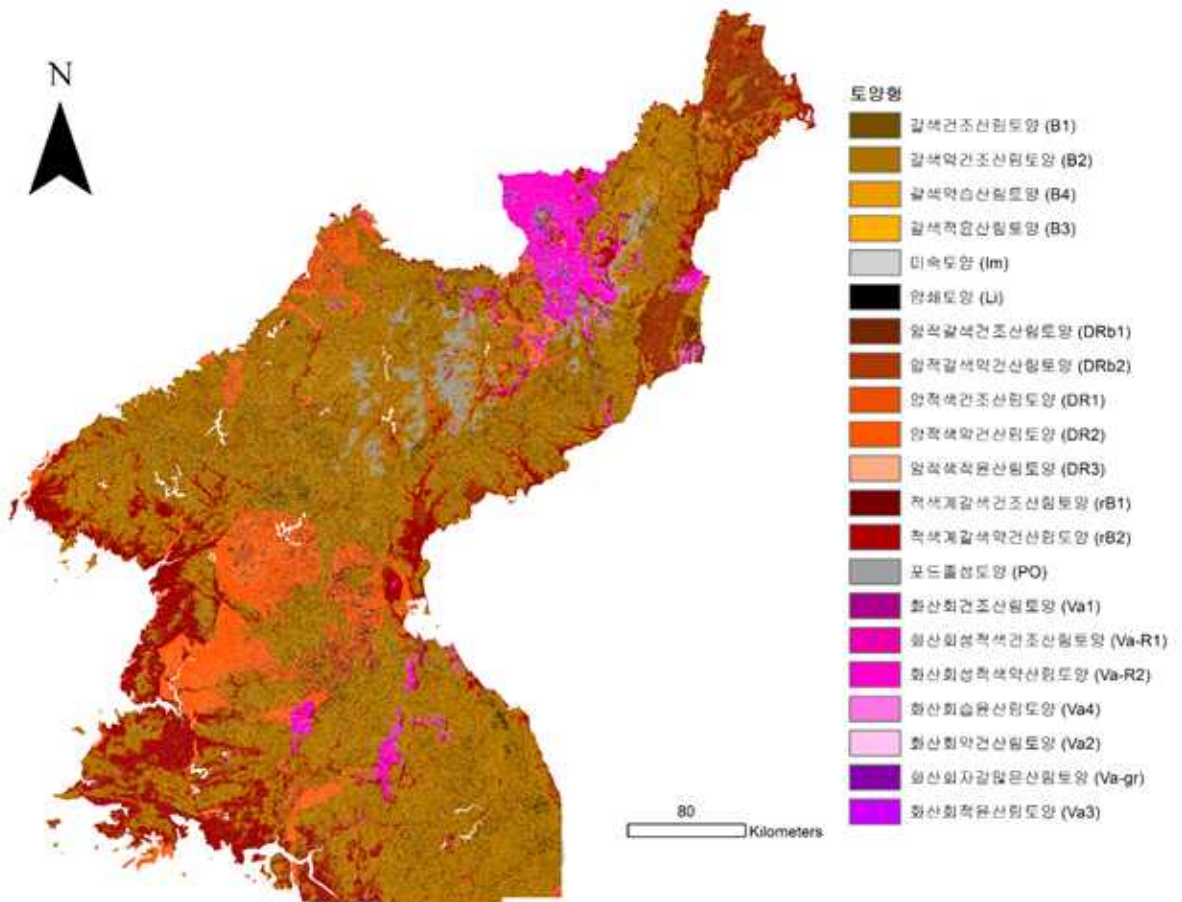 N
토양형
갈색건조산림토양 (B1)
갈색약건조산림토양 (B2)
갈색약습산림토양 (B4)
갈색적윤산림토양 (B3)
미숙토양 (Im)
암쇄토양 (Li)
암적갈색건조산림토양 (DRb1)
암적갈색약건산림토양 (DRb2)
암적색건조산림토양 (DR1)
암적색약건산림토양 (DR2)
암적색적윤산림토양 (DR3)
적색계갈색건조산림토양 (rB1)
적색계갈색약건산림토양 (rB2)
포드졸성토양 (PO)
화산회건조산림토양 (Va1)
화산회성적색건조산림토양 (Va-R1)
화산회성적색약산림토양 (Va-R2)
화산회습윤산림토양 (Va4)
화산회약건산림토양 (Va2)
화산회자갈많은산림토양 (Va-gr)
화산회적윤산림토양 (Va3)
80
Kilometers